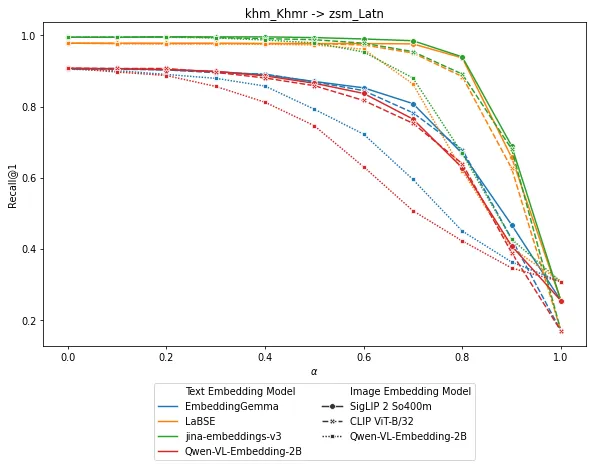 khm_Khmr -> zsm_Latn
1.0
0.8
0.6
0.4
0.2
Recall@1
0.0 0.2 0.4 0.6 0.8 1.0
α
Text Embedding Model Image Embedding Model
EmbeddingGemma SigLIP 2 So400m
LaBSE CLIP ViT-B/32
jina-embeddings-v3 Qwen-VL-Embedding-2B
Qwen-VL-Embedding-2B